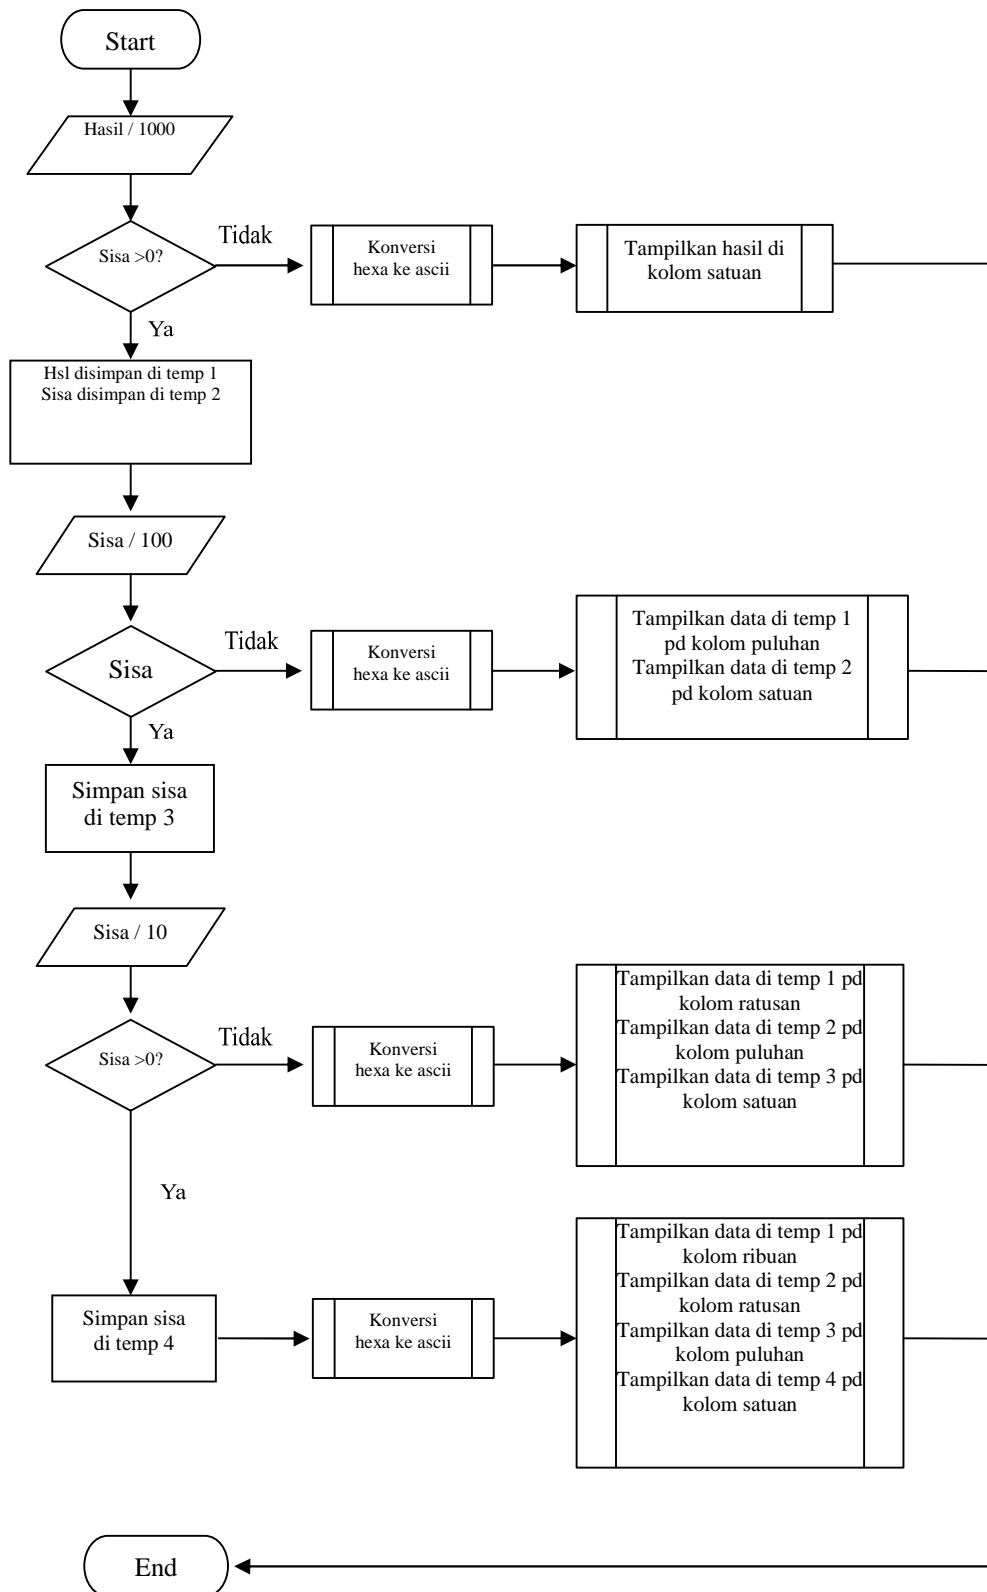 Start
Hasil / 1000
Sisa >0?
Tidak
Konversi
hexa ke ascii
Tampilkan hasil di
kolom satuan
Ya
Hsl disimpan di temp 1
Sisa disimpan di temp 2
Sisa / 100
Sisa
Tidak
Konversi
hexa ke ascii
Tampilkan data di temp 1
pd kolom puluhan
Tampilkan data di temp 2
pd kolom satuan
Ya
Simpan sisa
di temp 3
Sisa / 10
Sisa >0?
Tidak
Konversi
hexa ke ascii
Tampilkan data di temp 1 pd
kolom ratusan
Tampilkan data di temp 2 pd
kolom puluhan
Tampilkan data di temp 3 pd
kolom satuan
Ya
Simpan sisa
di temp 4
Konversi
hexa ke ascii
Tampilkan data di temp 1 pd
kolom ribuan
Tampilkan data di temp 2 pd
kolom ratusan
Tampilkan data di temp 3 pd
kolom puluhan
Tampilkan data di temp 4 pd
kolom satuan
End